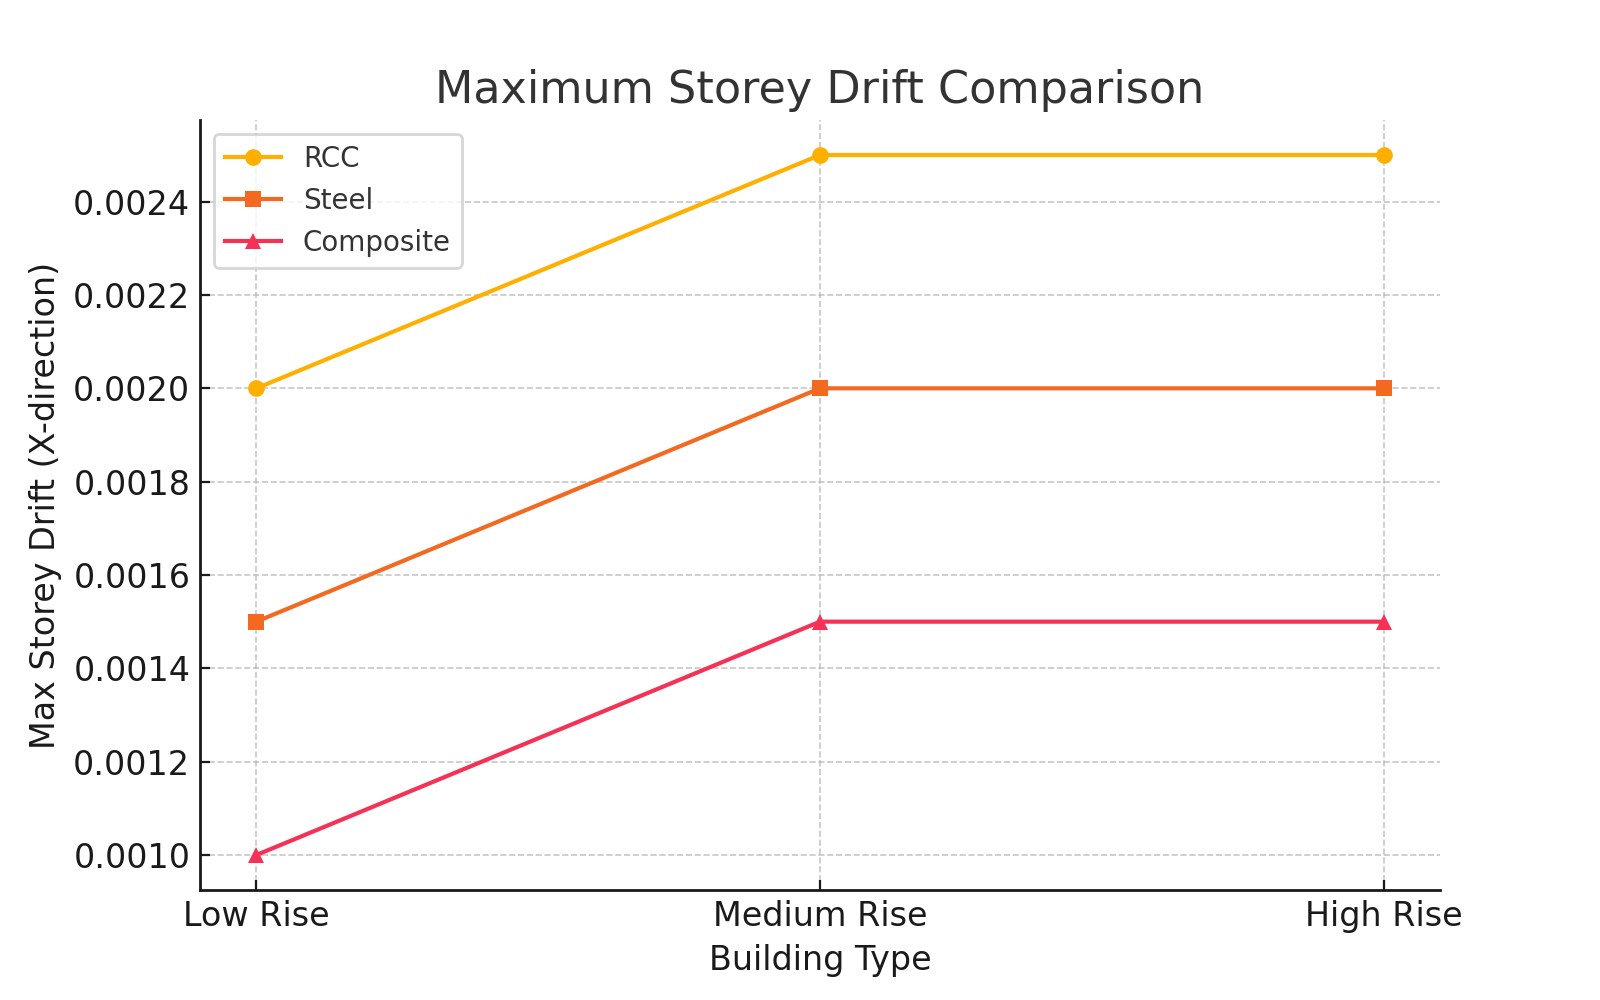 Maximum Storey Drift Comparison
RCC
Steel
Composite
Max Storey Drift (X-direction)
0.0024
0.0022
0.0020
0.0018
0.0016
0.0014
0.0012
0.0010
Low Rise
Medium Rise
High Rise
Building Type